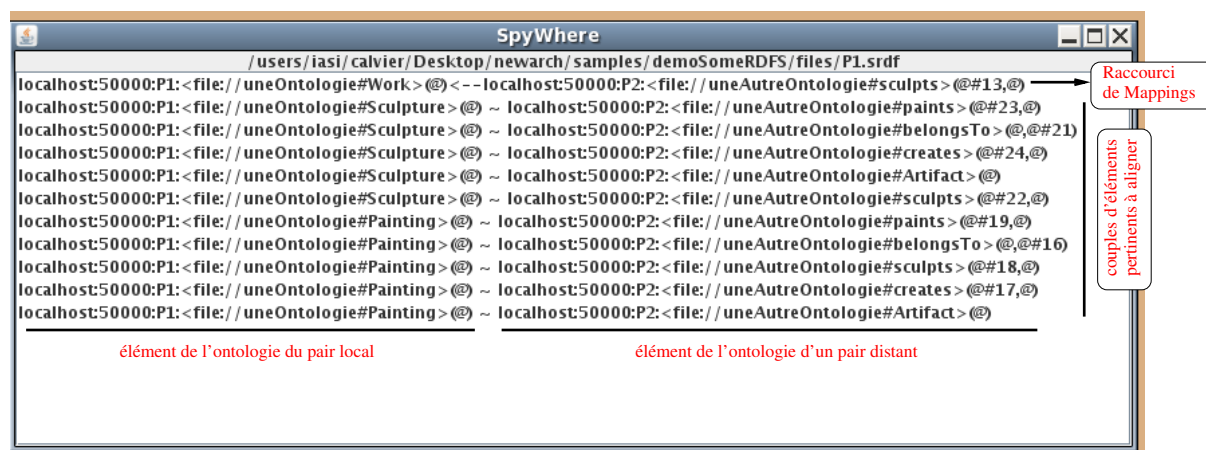 SpyWhere
/users/iasi/calvier/Desktop/newarch/samples/demoSomeRDFS/files/P1.srdf
localhost:50000:P1:<file://uneOntologie#Work>(@)<--localhost:50000:P2:<file://uneAutreOntologie#sculpts>(@#13,@)
localhost:50000:P1:<file://uneOntologie#Sculpture>(@) ~ localhost:50000:P2:<file://uneAutreOntologie#paints>(@#23,@)
localhost:50000:P1:<file://uneOntologie#Sculpture>(@) ~ localhost:50000:P2:<file://uneAutreOntologie#belongsTo>(@,@#21)
localhost:50000:P1:<file://uneOntologie#Sculpture>(@) ~ localhost:50000:P2:<file://uneAutreOntologie#creates>(@#24,@)
localhost:50000:P1:<file://uneOntologie#Sculpture>(@) ~ localhost:50000:P2:<file://uneAutreOntologie#Artifact>(@)
localhost:50000:P1:<file://uneOntologie#Sculpture>(@) ~ localhost:50000:P2:<file://uneAutreOntologie#sculpts>(@#22,@)
localhost:50000:P1:<file://uneOntologie#Painting>(@) ~ localhost:50000:P2:<file://uneAutreOntologie#paints>(@#19,@)
localhost:50000:P1:<file://uneOntologie#Painting>(@) ~ localhost:50000:P2:<file://uneAutreOntologie#belongsTo>(@,@#16)
localhost:50000:P1:<file://uneOntologie#Painting>(@) ~ localhost:50000:P2:<file://uneAutreOntologie#sculpts>(@#18,@)
localhost:50000:P1:<file://uneOntologie#Painting>(@) ~ localhost:50000:P2:<file://uneAutreOntologie#creates>(@#17,@)
localhost:50000:P1:<file://uneOntologie#Painting>(@) ~ localhost:50000:P2:<file://uneAutreOntologie#Artifact>(@)
Raccourci
de Mappings
couples d'éléments
pertinents à aligner
élément de l'ontologie du pair local
élément de l'ontologie d'un pair distant